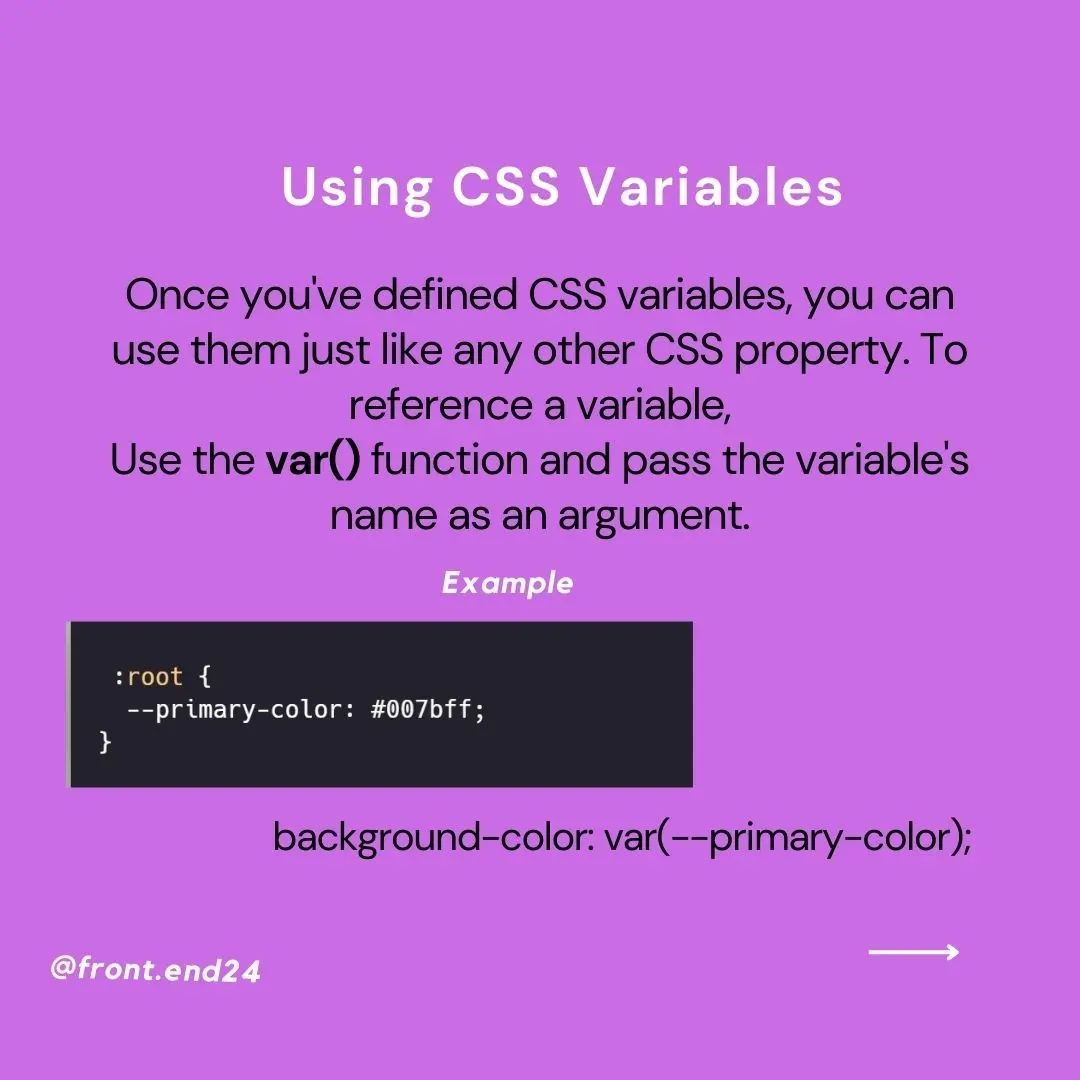 Using CSS Variables
Once you've defined CSS variables, you can
use them just like any other CSS property. To
reference a variable,
Use the var() function and pass the variable's
name as an argument.
Example
:root {
--primary-color: #007bff;
}
background-color: var(--primary-color);
@front.end24